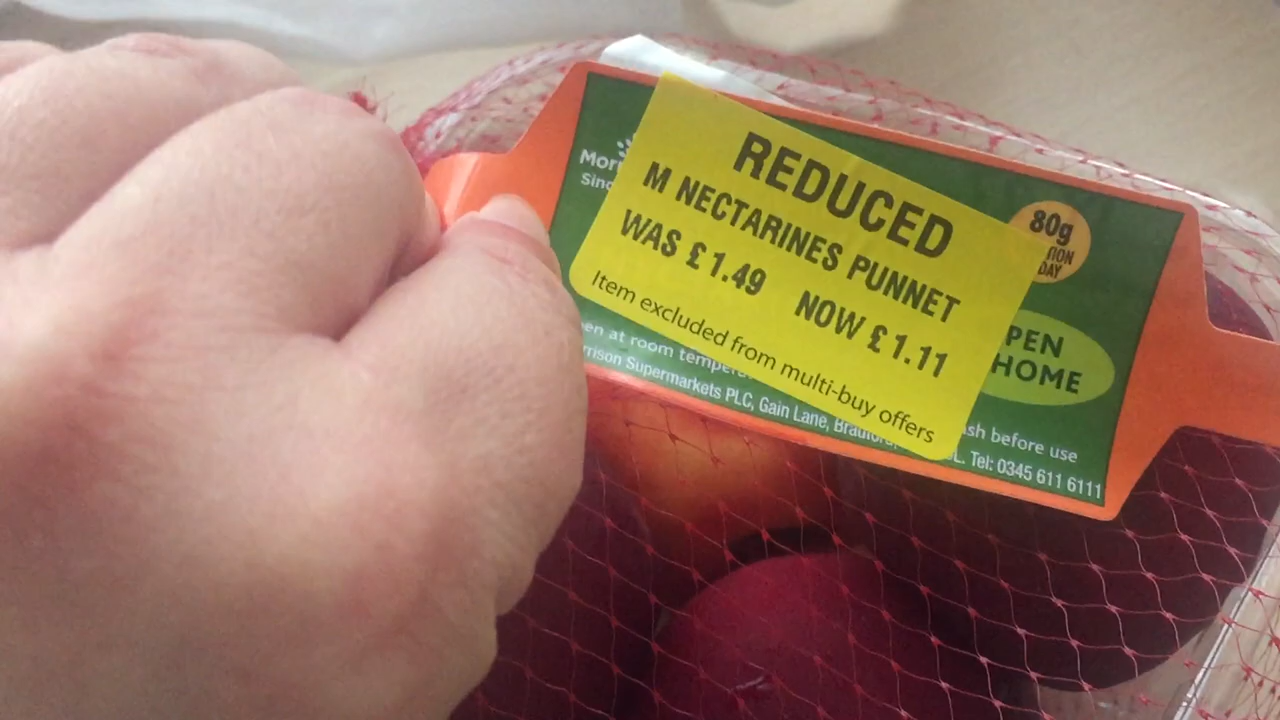 Morr
Sinc
REDUCED
M NECTARINES PUNNET
WAS £1.49 NOW £1.11
Item excluded from multi-buy offers
80g
TION
DAY
PEN
HOME
en at room tempera
sh before use
rrison Supermarkets PLC, Gain Lane, Bradford, L. Tel: 0345 611 6111